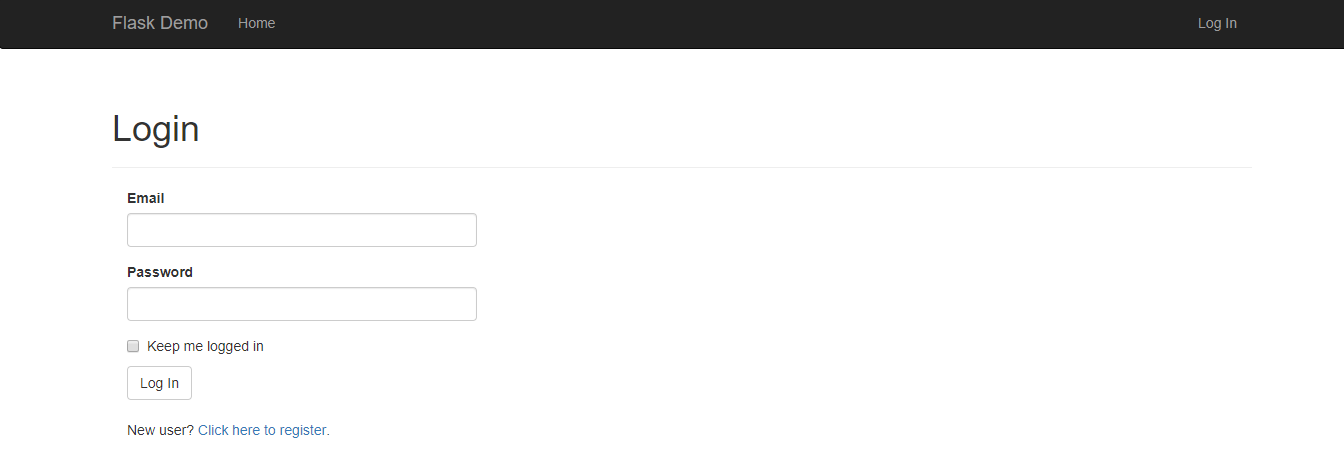 Flask Demo Home Log In
Login
Email
Password
Keep me logged in
Log In
New user? Click here to register.